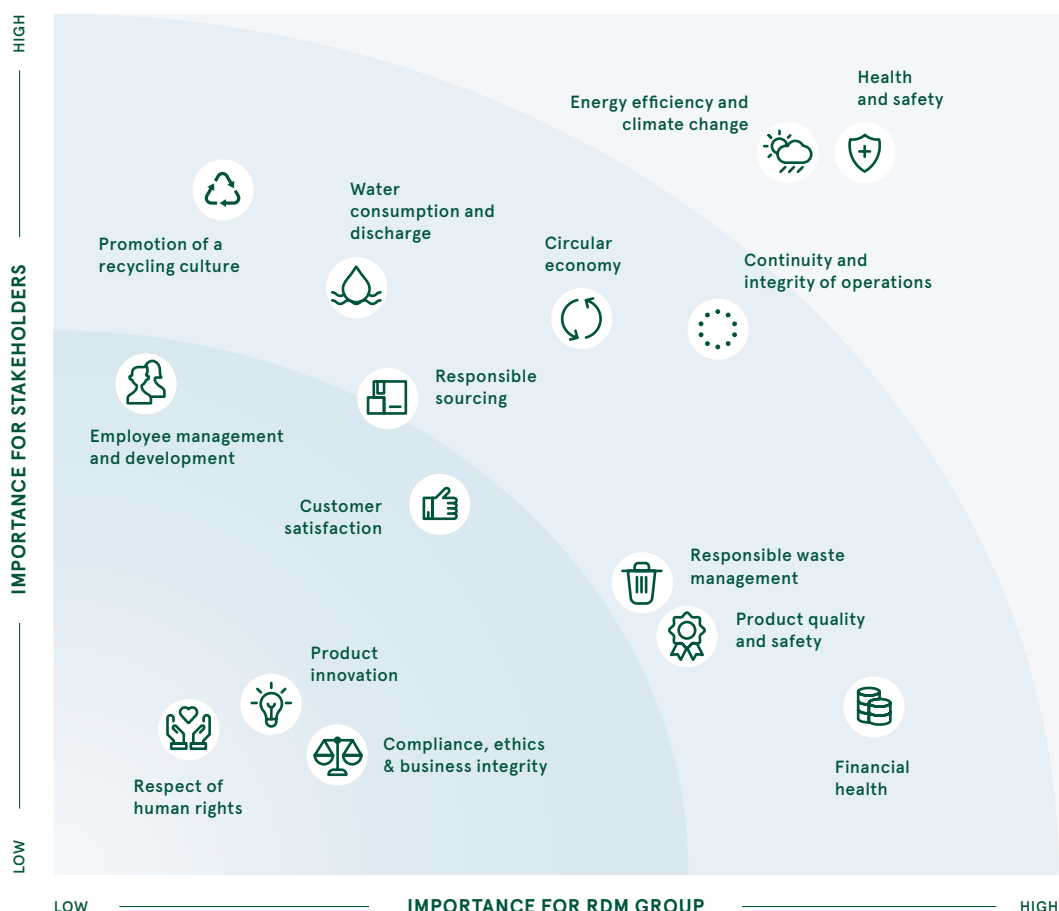 HIGH
Health
and safety
Energy efficiency and
climate change
Water
consumption and
discharge
Promotion of a
recycling culture
Circular
economy
Continuity and
integrity of operations
IMPORTANCE FOR STAKEHOLDERS
Responsible
sourcing
Employee management
and development
Customer
satisfaction
Responsible waste
management
Product quality
and safety
Product
innovation
Compliance, ethics
& business integrity
Financial
health
Respect of
human rights
LOW
LOW
IMPORTANCE FOR RDM GROUP
HIGH